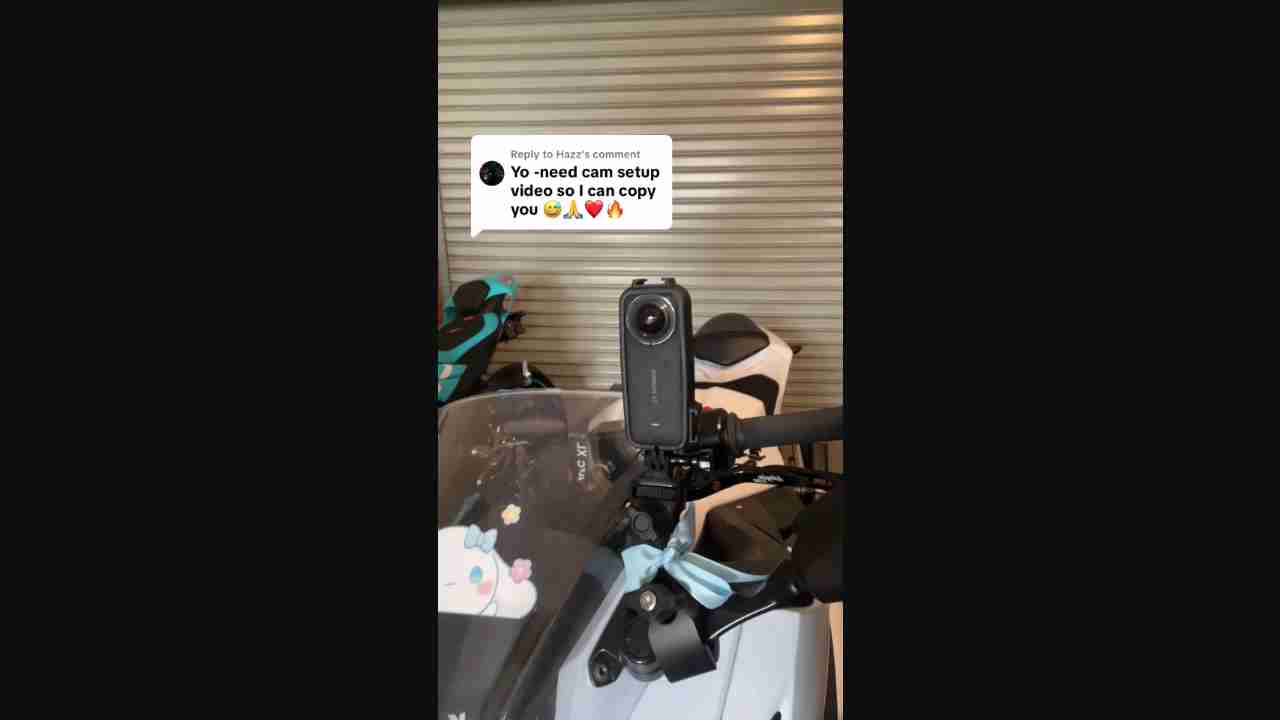 Reply to Hazz's comment
Yo -need cam setup
video so I can copy
you 😅🙏❤️🔥